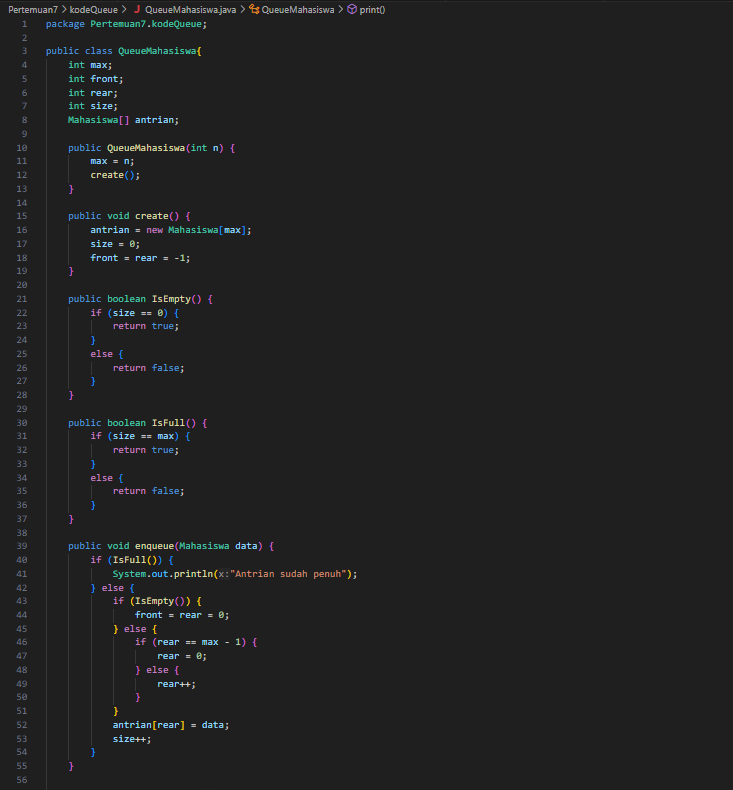 Pertemuan7 > kodeQueue > J QueueMahasiswa.java > QueueMahasiswa > print()
1 package Pertemuan7.kodeQueue;
2
3 public class QueueMahasiswa{
4     int max;
5     int front;
6     int rear;
7     int size;
8     Mahasiswa[] antrian;
9
10     public QueueMahasiswa(int n) {
11         max = n;
12         create();
13     }
14
15     public void create() {
16         antrian = new Mahasiswa[max];
17         size = 0;
18         front = rear = -1;
19     }
20
21     public boolean IsEmpty() {
22         if (size == 0) {
23             return true;
24         }
25         else {
26             return false;
27         }
28     }
29
30     public boolean IsFull() {
31         if (size == max) {
32             return true;
33         }
34         else {
35             return false;
36         }
37     }
38
39     public void enqueue(Mahasiswa data) {
40         if (IsFull()) {
41             System.out.println(x:"Antrian sudah penuh");
42         } else {
43             if (IsEmpty()) {
44                 front = rear = 0;
45             } else {
46                 if (rear == max - 1) {
47                     rear = 0;
48                 } else {
49                     rear++;
50                 }
51             }
52             antrian[rear] = data;
53             size++;
54         }
55     }
56